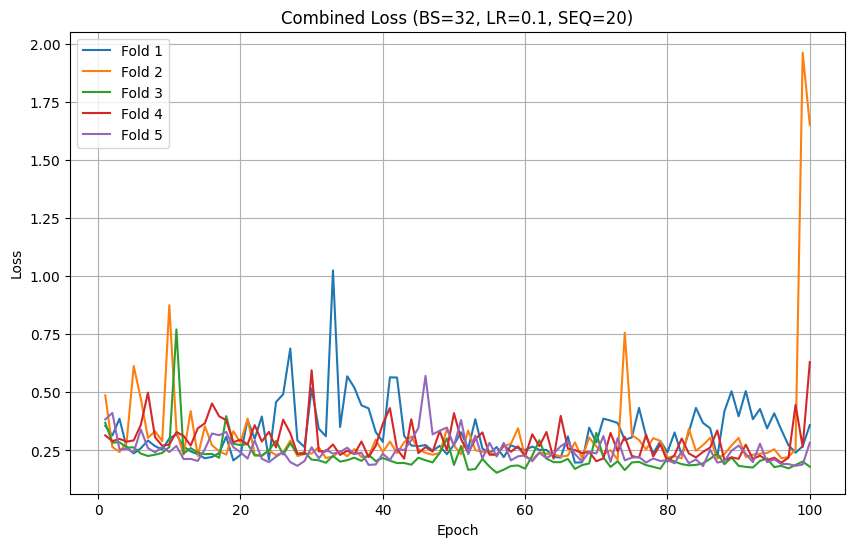 Combined Loss (BS=32, LR=0.1, SEQ=20)
Fold 1
Fold 2
Fold 3
Fold 4
Fold 5
Loss
2.00
1.75
1.50
1.25
1.00
0.75
0.50
0.25
0 20 40 60 80 100
Epoch